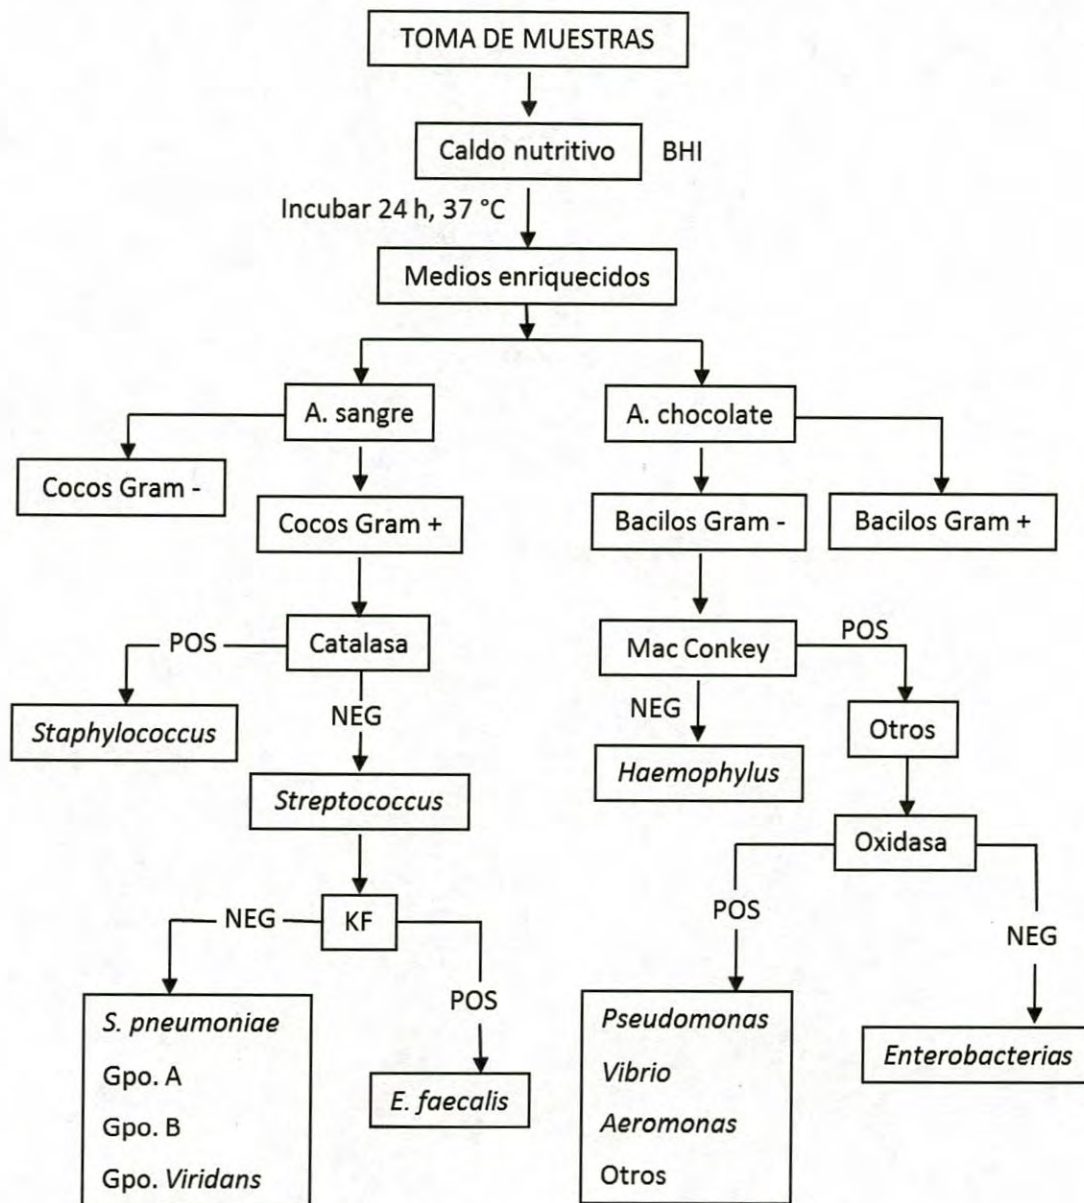 TOMA DE MUESTRAS
Caldo nutritivo BHI
Incubar 24 h, 37 °C
Medios enriquecidos
A. sangre
A. chocolate
Cocos Gram -
Cocos Gram +
Bacilos Gram -
Bacilos Gram +
POS
Catalasa
NEG
Staphylococcus
Streptococcus
NEG
KF
POS
S. pneumoniae
Gpo. A
Gpo. B
Gpo. Viridans
E. faecalis
Mac Conkey
POS
NEG
Haemophylus
Otros
Oxidasa
POS
NEG
Pseudomonas
Vibrio
Aeromonas
Otros
Enterobacterias